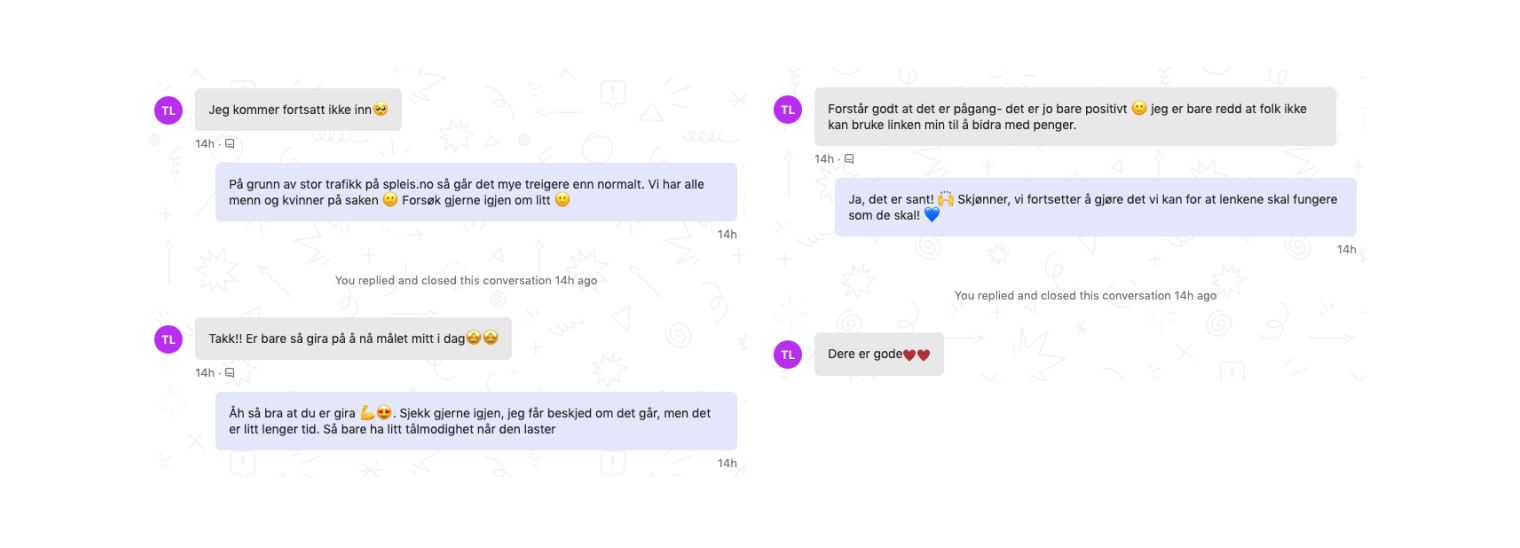 TL
Jeg kommer fortsatt ikke inn🥺
14h ·
På grunn av stor trafikk på spleis.no så går det mye treigere enn normalt. Vi har alle
menn og kvinner på saken 🙂 Forsøk gjerne igjen om litt 🙂
14h
You replied and closed this conversation 14h ago
TL
Takk!! Er bare så gira på å nå målet mitt i dag🤩🤩
14h ·
Åh så bra at du er gira 💪😍. Sjekk gjerne igjen, jeg får beskjed om det går, men det
er litt lenger tid. Så bare ha litt tålmodighet når den laster
14h
TL
Forstår godt at det er pågang- det er jo bare positivt 🙂 jeg er bare redd at folk ikke
kan bruke linken min til å bidra med penger.
14h ·
Ja, det er sant! 🙌 Skjønner, vi fortsetter å gjøre det vi kan for at lenkene skal fungere
som de skal! 💙
14h
You replied and closed this conversation 14h ago
TL
Dere er gode♥️♥️